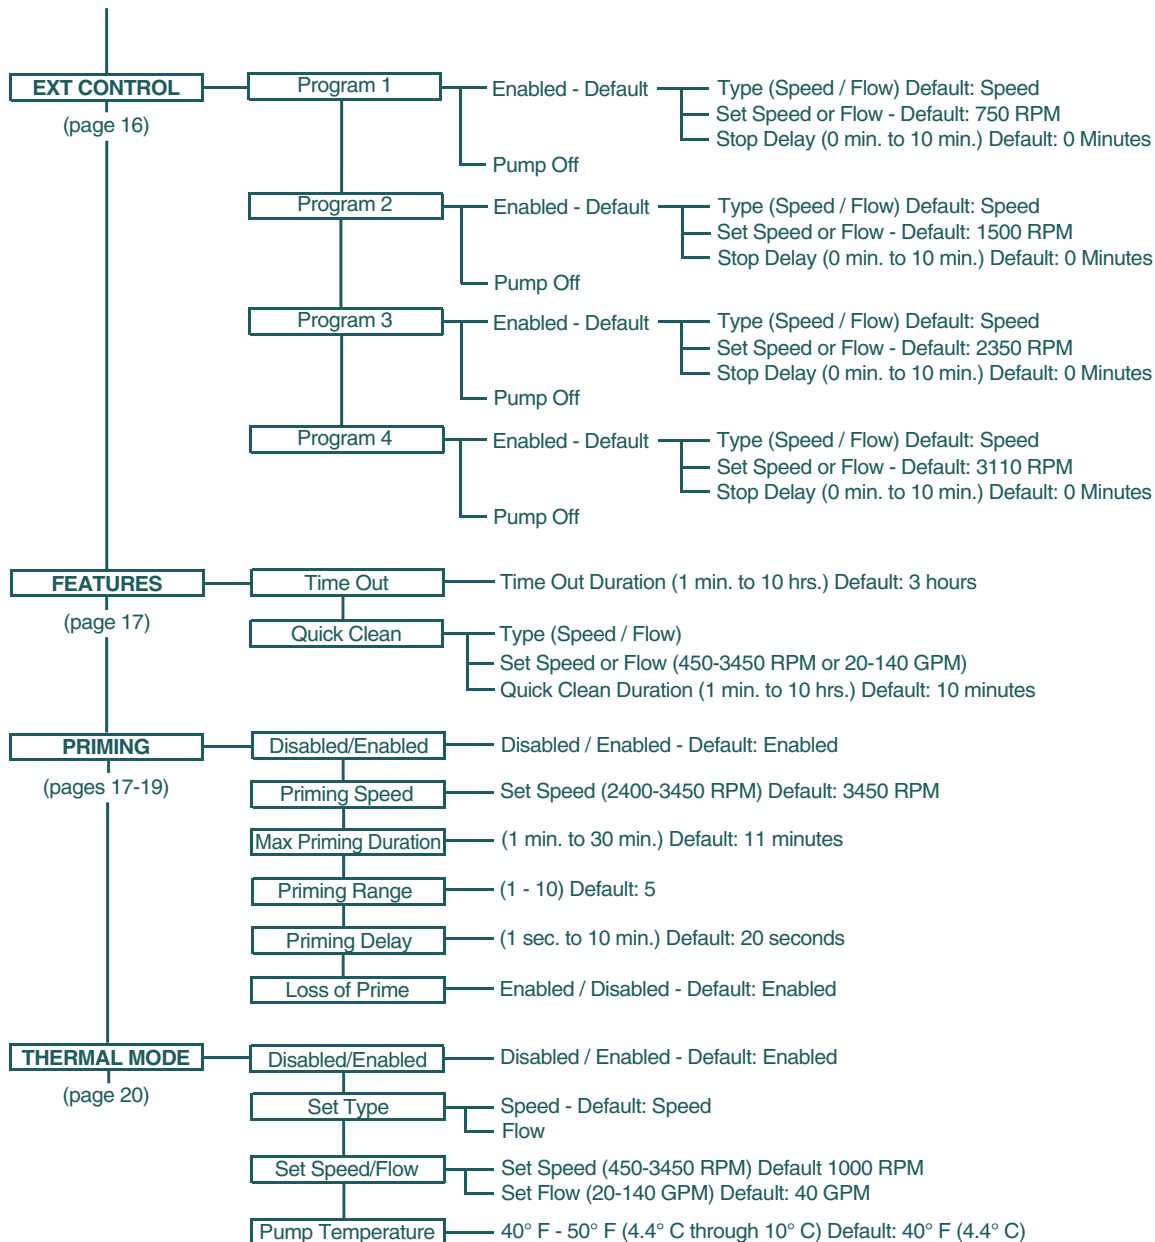 EXT CONTROL
(page 16)
Program 1
Enabled - Default
Type (Speed / Flow) Default: Speed
Set Speed or Flow - Default: 750 RPM
Stop Delay (0 min. to 10 min.) Default: 0 Minutes
Pump Off
Program 2
Enabled - Default
Type (Speed / Flow) Default: Speed
Set Speed or Flow - Default: 1500 RPM
Stop Delay (0 min. to 10 min.) Default: 0 Minutes
Pump Off
Program 3
Enabled - Default
Type (Speed / Flow) Default: Speed
Set Speed or Flow - Default: 2350 RPM
Stop Delay (0 min. to 10 min.) Default: 0 Minutes
Pump Off
Program 4
Enabled - Default
Type (Speed / Flow) Default: Speed
Set Speed or Flow - Default: 3110 RPM
Stop Delay (0 min. to 10 min.) Default: 0 Minutes
Pump Off
FEATURES
(page 17)
Time Out
Time Out Duration (1 min. to 10 hrs.) Default: 3 hours
Quick Clean
Type (Speed / Flow)
Set Speed or Flow (450-3450 RPM or 20-140 GPM)
Quick Clean Duration (1 min. to 10 hrs.) Default: 10 minutes
PRIMING
(pages 17-19)
Disabled/Enabled
Disabled / Enabled - Default: Enabled
Priming Speed
Set Speed (2400-3450 RPM) Default: 3450 RPM
Max Priming Duration
(1 min. to 30 min.) Default: 11 minutes
Priming Range
(1 - 10) Default: 5
Priming Delay
(1 sec. to 10 min.) Default: 20 seconds
Loss of Prime
Enabled / Disabled - Default: Enabled
THERMAL MODE
(page 20)
Disabled/Enabled
Disabled / Enabled - Default: Enabled
Set Type
Speed - Default: Speed
Flow
Set Speed/Flow
Set Speed (450-3450 RPM) Default 1000 RPM
Set Flow (20-140 GPM) Default: 40 GPM
Pump Temperature
40° F - 50° F (4.4° C through 10° C) Default: 40° F (4.4° C)